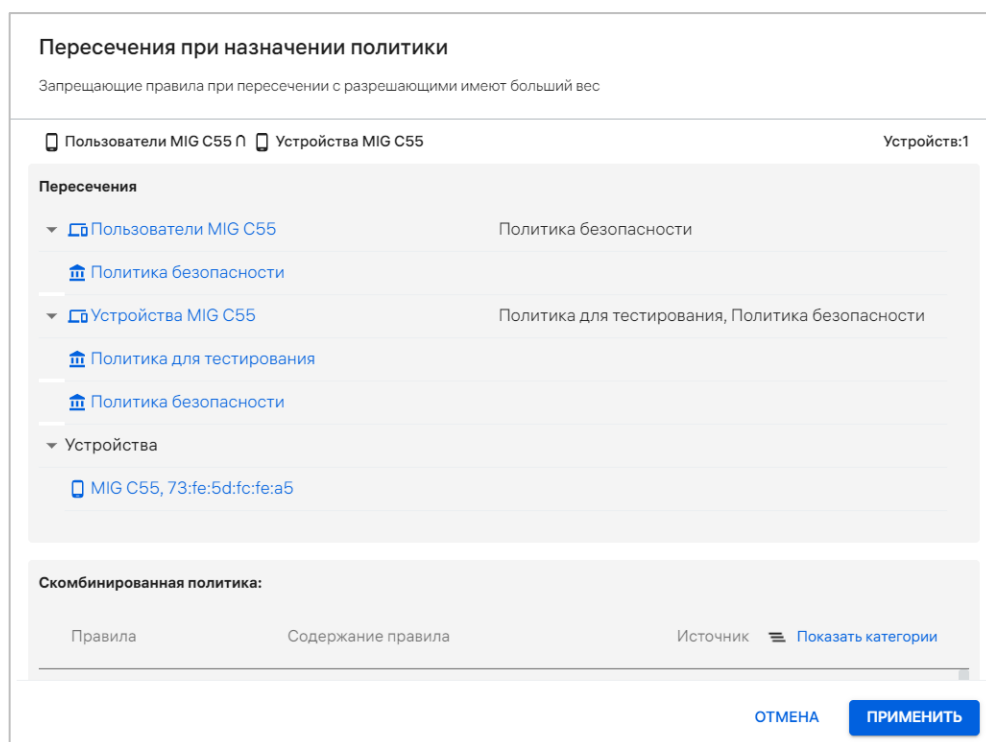 Пересечения при назначении политики
Запрещающие правила при пересечении с разрешающими имеют больший вес
Пользователи MIG C55 ∩ Устройства MIG C55 Устройств:1
Пересечения
Пользователи MIG C55 Политика безопасности
Политика безопасности
Устройства MIG C55 Политика для тестирования, Политика безопасности
Политика для тестирования
Политика безопасности
Устройства
MIG C55, 73:fe:5d:fc:fe:a5
Скомбинированная политика:
Правила Содержание правила Источник Показать категории
ОТМЕНА ПРИМЕНИТЬ